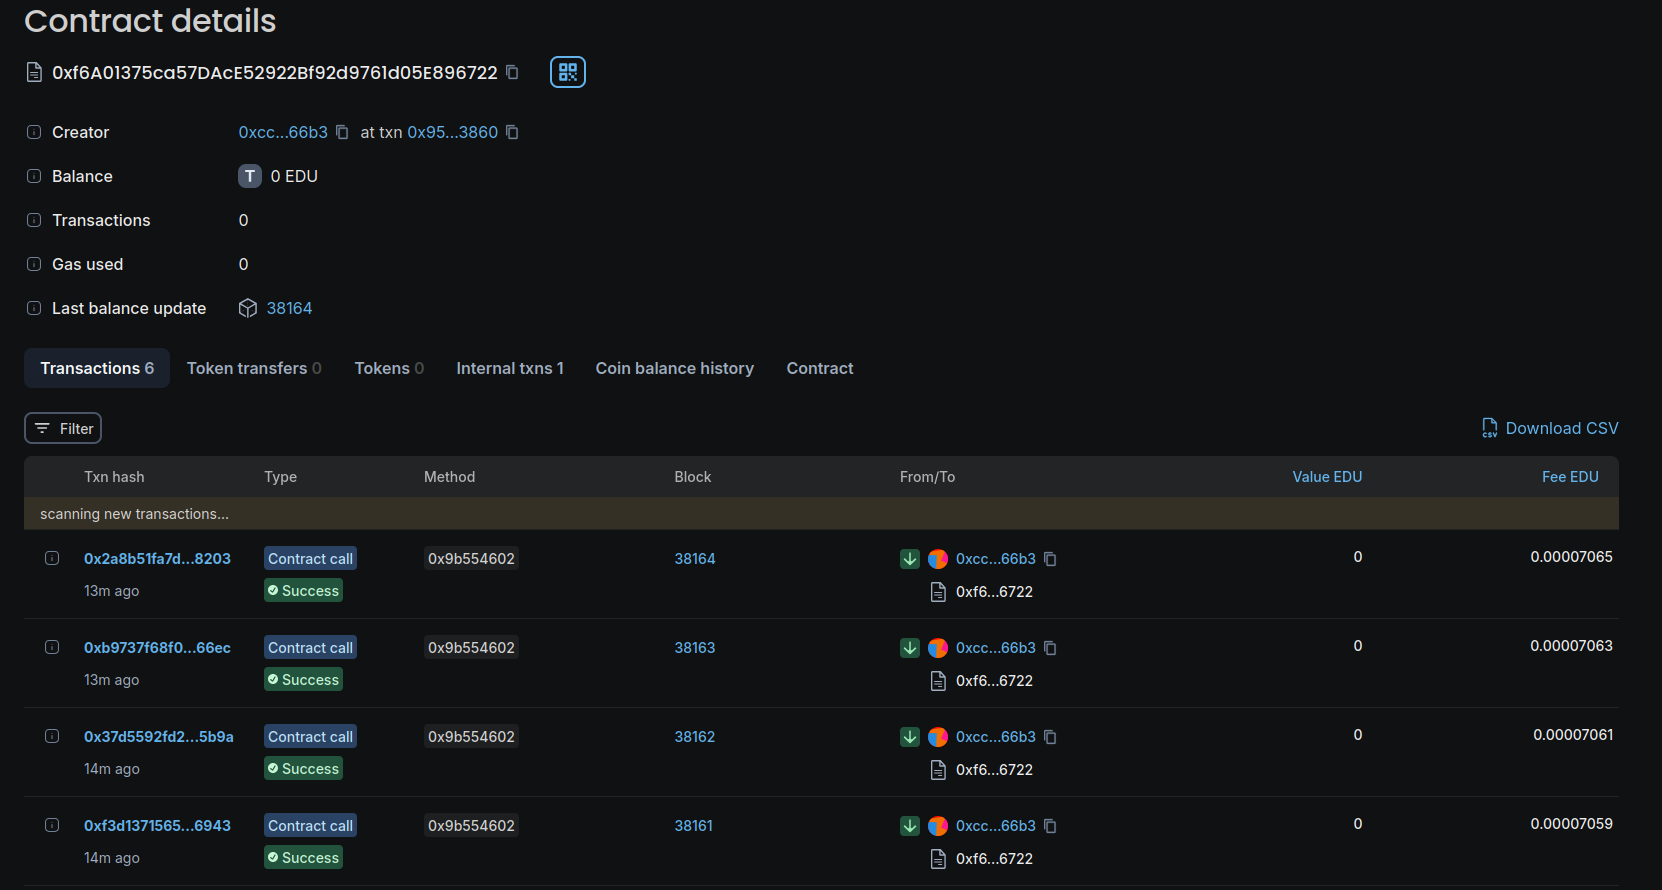 Contract details
0xf6A01375ca57DAcE52922Bf92d9761d05E896722
Creator 0xcc...66b3 at txn 0x95...3860
Balance T 0 EDU
Transactions 0
Gas used 0
Last balance update 38164
Transactions 6 Token transfers 0 Tokens 0 Internal txns 1 Coin balance history Contract
Filter Download CSV
Txn hash Type Method Block From/To Value EDU Fee EDU
scanning new transactions...
0x2a8b51fa7d...8203 Contract call 0x9b554602 38164 0xcc...66b3 0 0.00007065
13m ago Success 0xf6...6722
0xb9737f68f0...66ec Contract call 0x9b554602 38163 0xcc...66b3 0 0.00007063
13m ago Success 0xf6...6722
0x37d5592fd2...5b9a Contract call 0x9b554602 38162 0xcc...66b3 0 0.00007061
14m ago Success 0xf6...6722
0xf3d1371565...6943 Contract call 0x9b554602 38161 0xcc...66b3 0 0.00007059
14m ago Success 0xf6...6722